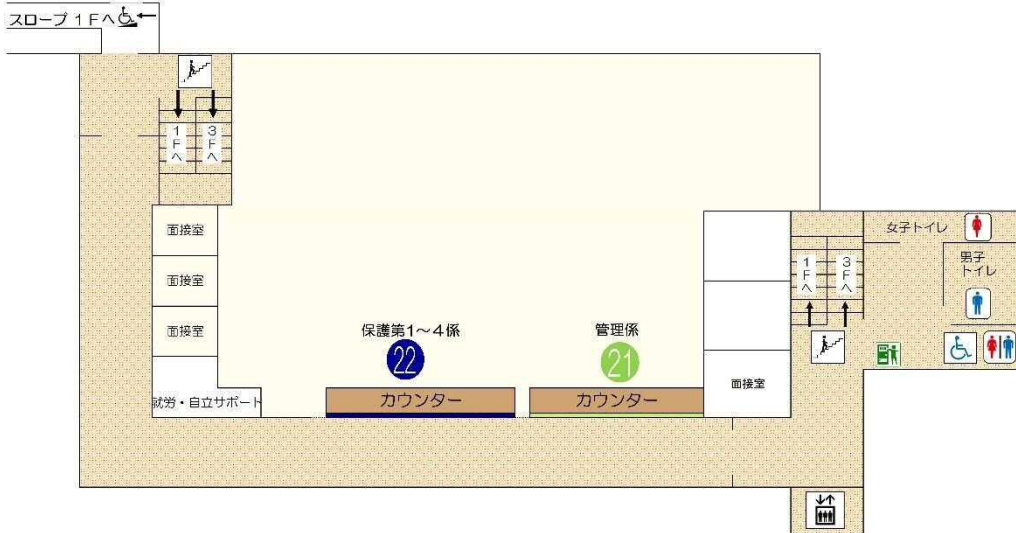 スロープ 1Fへ
1Fへ
3Fへ
面接室
面接室
面接室
就労・自立サポート
保護第1～4係
22
カウンター
管理係
21
カウンター
面接室
1Fへ
3Fへ
女子トイレ
男子
トイレ